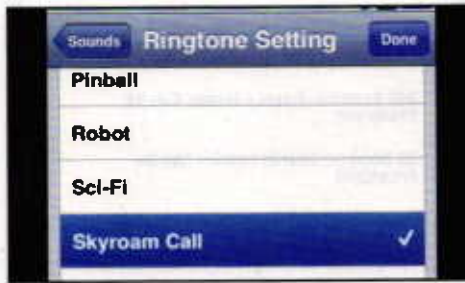 Sounds Ringtone Setting Done
Pinball
Robot
Sci-Fi
Skyroam Call